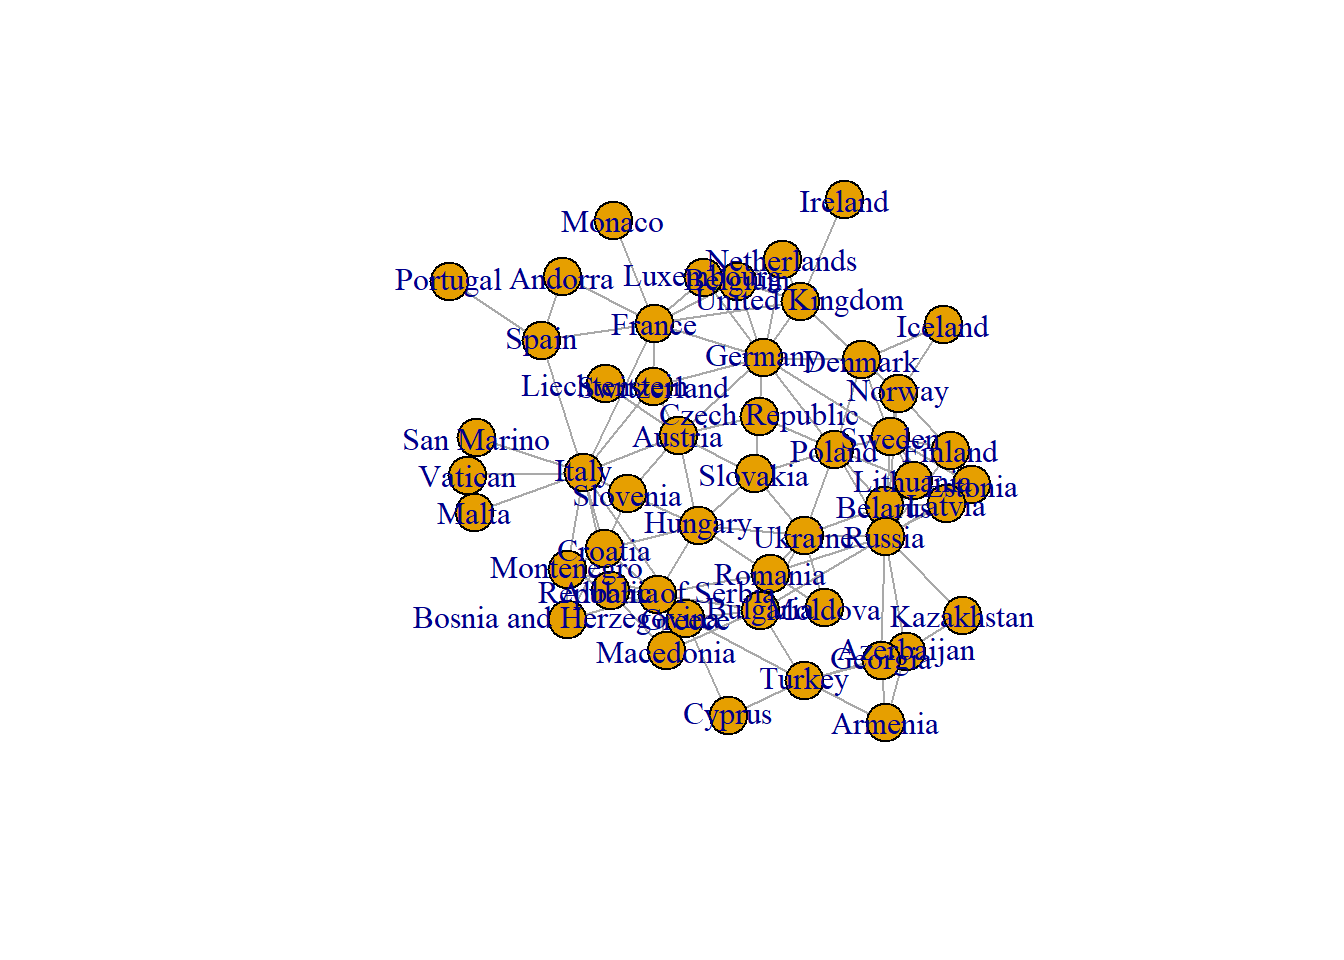 Ireland
Monaco
Netherlands
Portugal
Andorra
Luxembourg
Belgium
United Kingdom
France
Iceland
Spain
Germany
Denmark
Liechtenstein
Switzerland
Norway
Czech Republic
San Marino
Austria
Sweden
Finland
Poland
Vatican
Italy
Slovakia
Lithuania
Estonia
Slovenia
Malta
Belarus
Latvia
Hungary
Ukraine
Russia
Croatia
Montenegro
Romania
Republic of Serbia
Albania
Bosnia and Herzegovina
Greece
Bulgaria
Moldova
Kazakhstan
Macedonia
Azerbaijan
Georgia
Turkey
Cyprus
Armenia